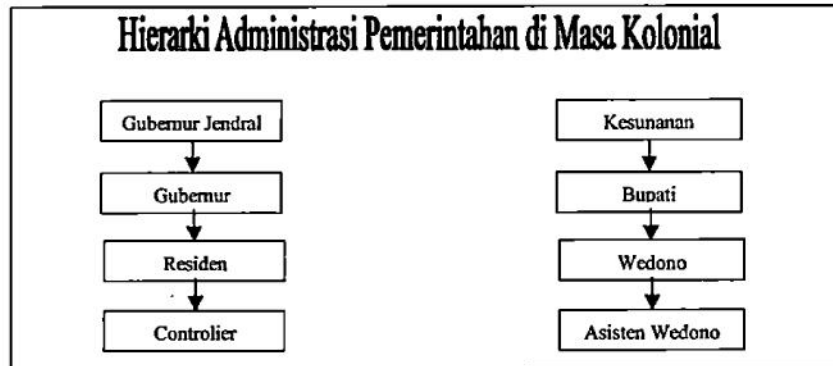 Hierarki Administrasi Pemerintahan di Masa Kolonial
Gubernur Jendral
Gubernur
Residen
Controlier
Kesunanan
Bupati
Wedono
Asisten Wedono